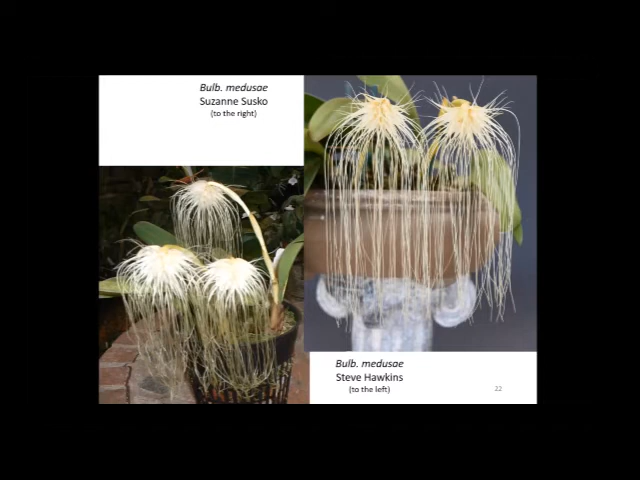 Bulb. medusae
Suzanne Susko
(to the right)
Bulb. medusae
Steve Hawkins
(to the left)
22